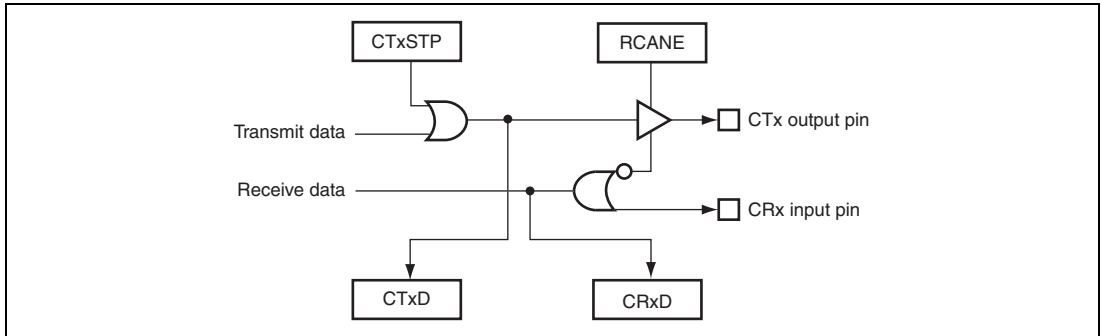 CTxSTP
RCANE
Transmit data
CTx output pin
Receive data
CRx input pin
CTxD
CRxD